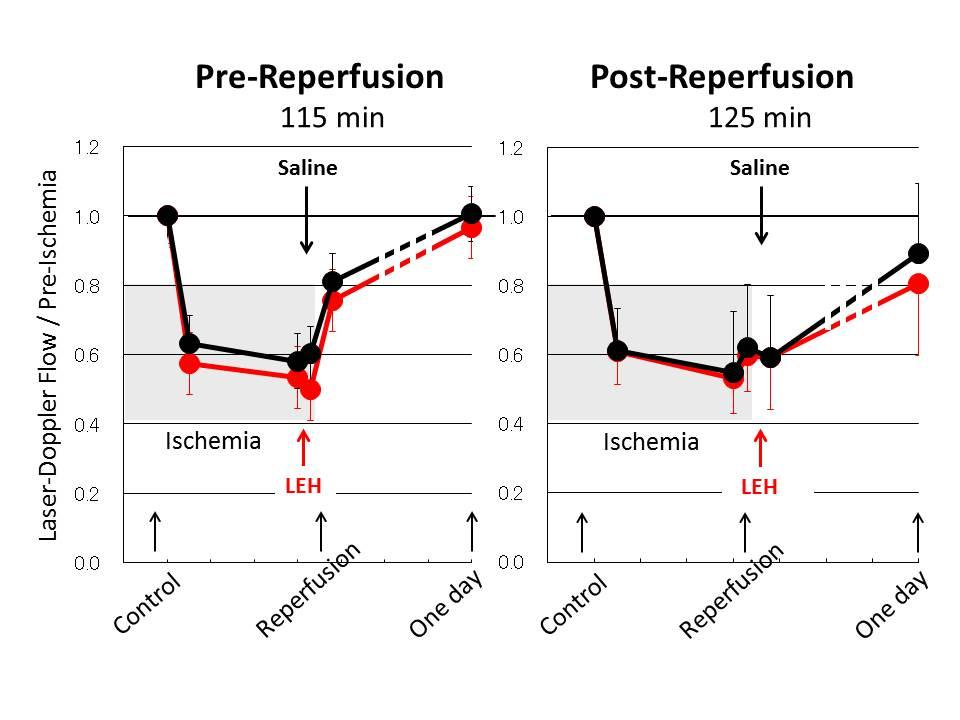 Pre-Reperfusion
115 min
Post-Reperfusion
125 min
Laser-Doppler Flow / Pre-Ischemia
1.2
1.0
0.8
0.6
0.4
0.2
0.0
Saline
Ischemia
LEH
Control
Reperfusion
One day
1.2
1.0
0.8
0.6
0.4
0.2
0.0
Saline
Ischemia
LEH
Control
Reperfusion
One day